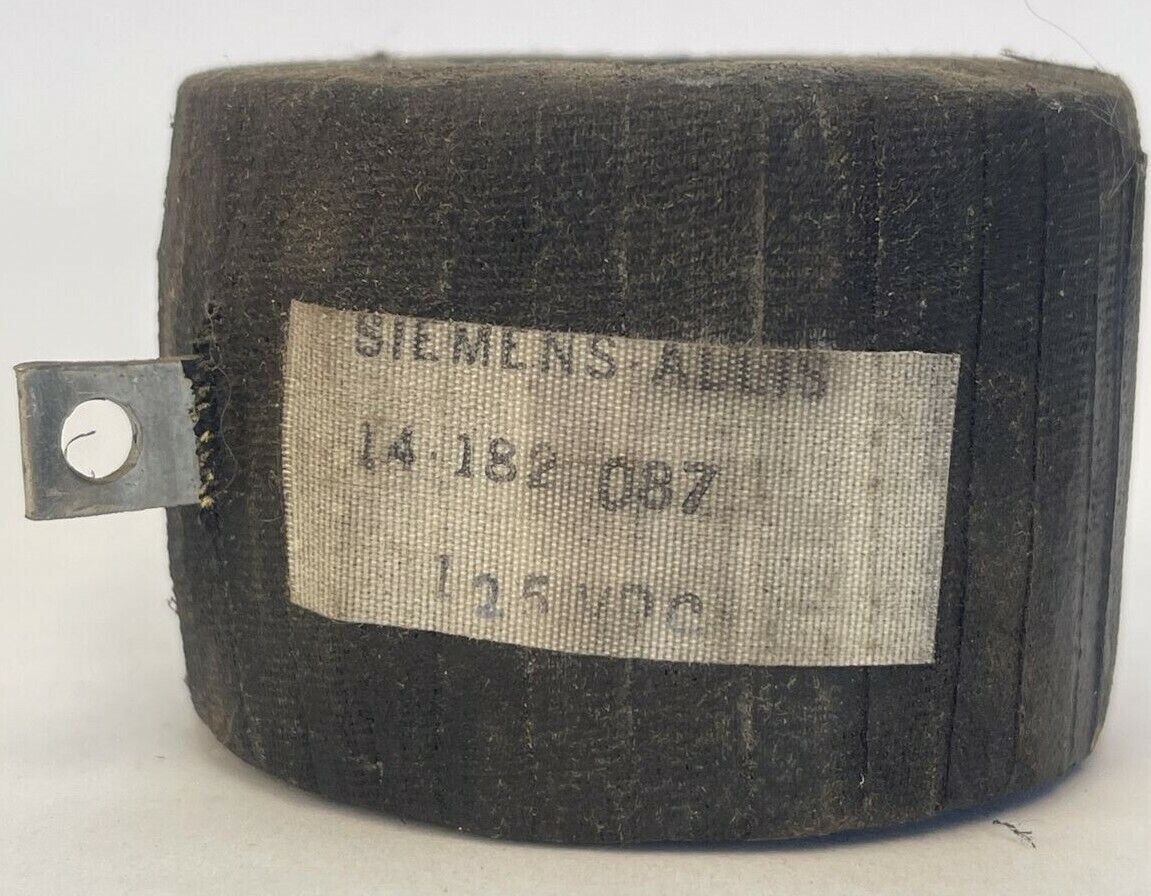 SIEMENS-ALLIS
14-182 087
125 VDC